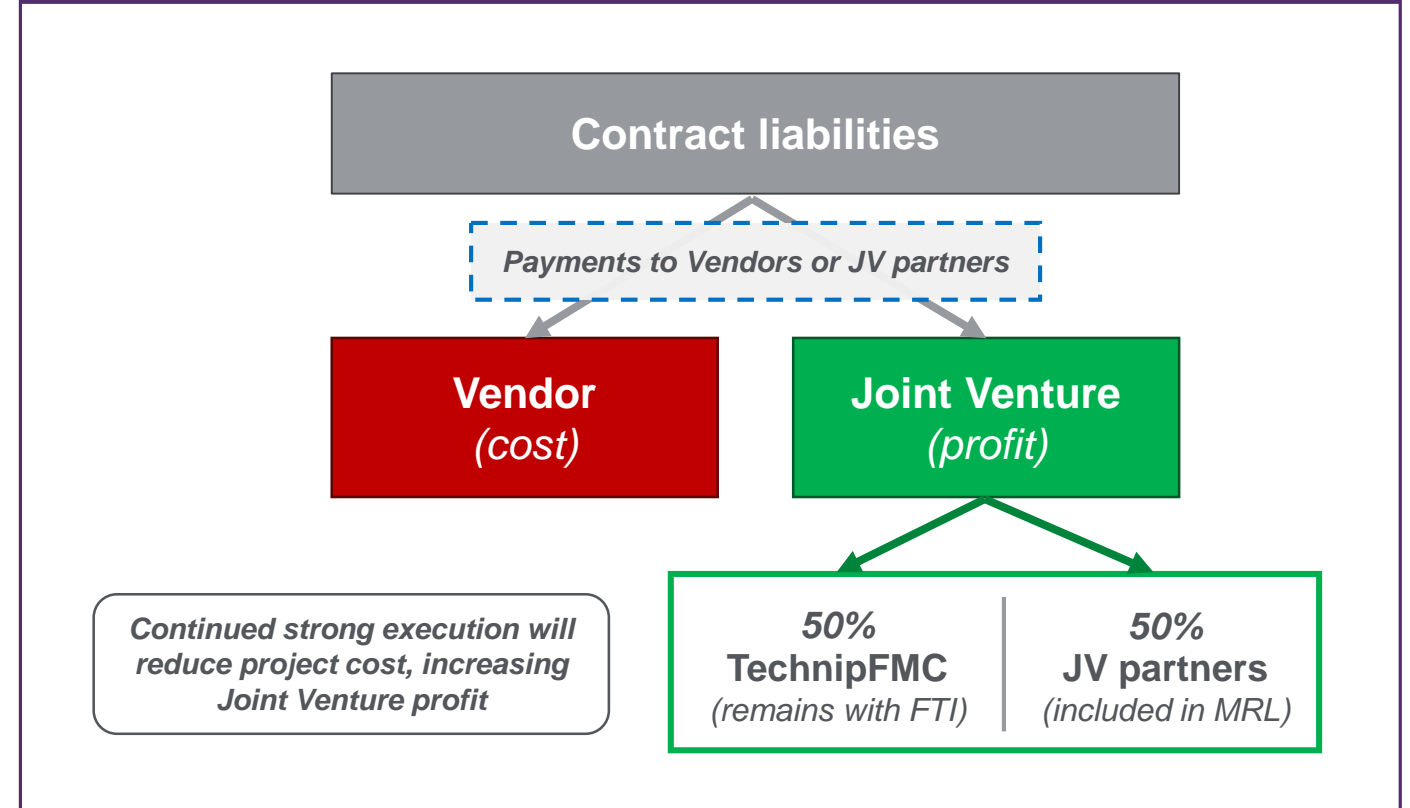 Contract liabilities
Payments to Vendors or JV partners
Vendor
(cost)
Joint Venture
(profit)
Continued strong execution will
reduce project cost, increasing
Joint Venture profit
50%
TechnipFMC
(remains with FTI)
50%
JV partners
(included in MRL)